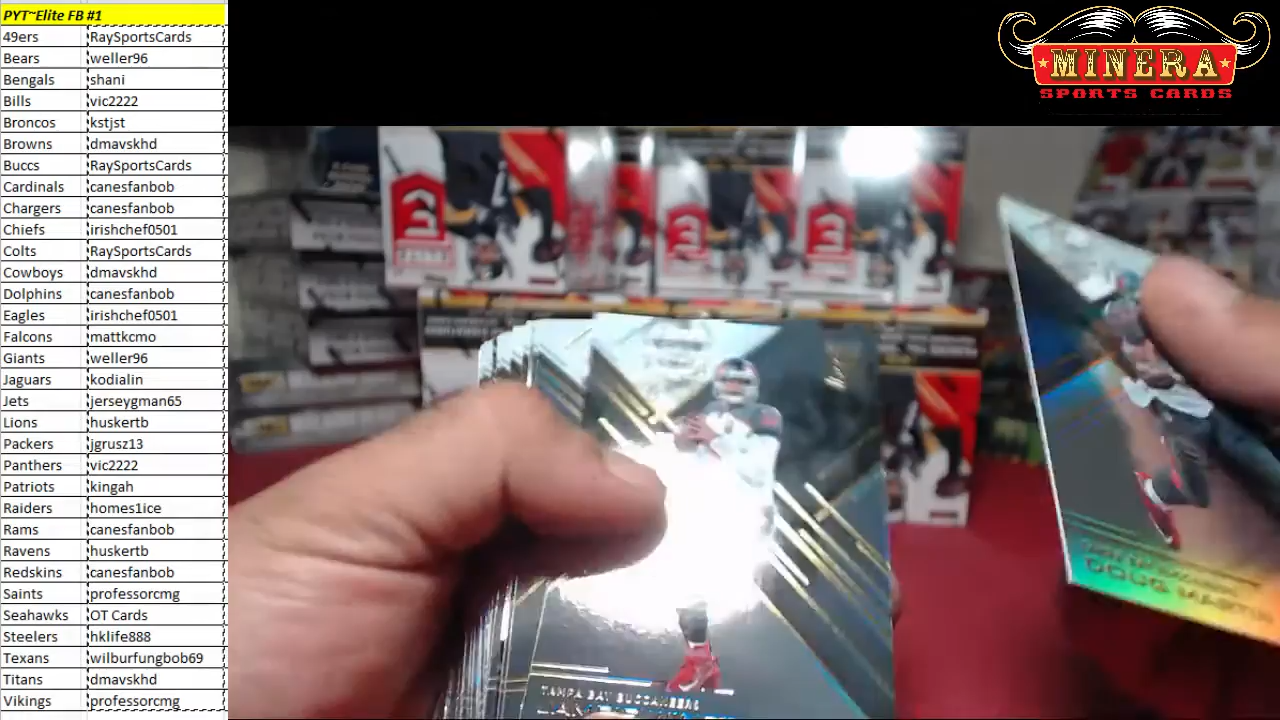 PYT~Elite FB #1
49ers RaySportsCards
Bears weller96
Bengals shani
Bills vic2222
Broncos kstjst
Browns dmavskhd
Buccs RaySportsCards
Cardinals canesfanbob
Chargers canesfanbob
Chiefs irishchef0501
Colts RaySportsCards
Cowboys dmavskhd
Dolphins canesfanbob
Eagles irishchef0501
Falcons mattkcmo
Giants weller96
Jaguars kodialin
Jets jerseygman65
Lions huskertb
Packers jgrusz13
Panthers vic2222
Patriots kingah
Raiders homes1ice
Rams canesfanbob
Ravens huskertb
Redskins canesfanbob
Saints professorcmg
Seahawks OT Cards
Steelers hklife888
Texans wilburfungbob69
Titans dmavskhd
Vikings professorcmg
MINERA
SPORTS CARDS
TAMPA BAY BUCCANEERS
DOUG MARTIN